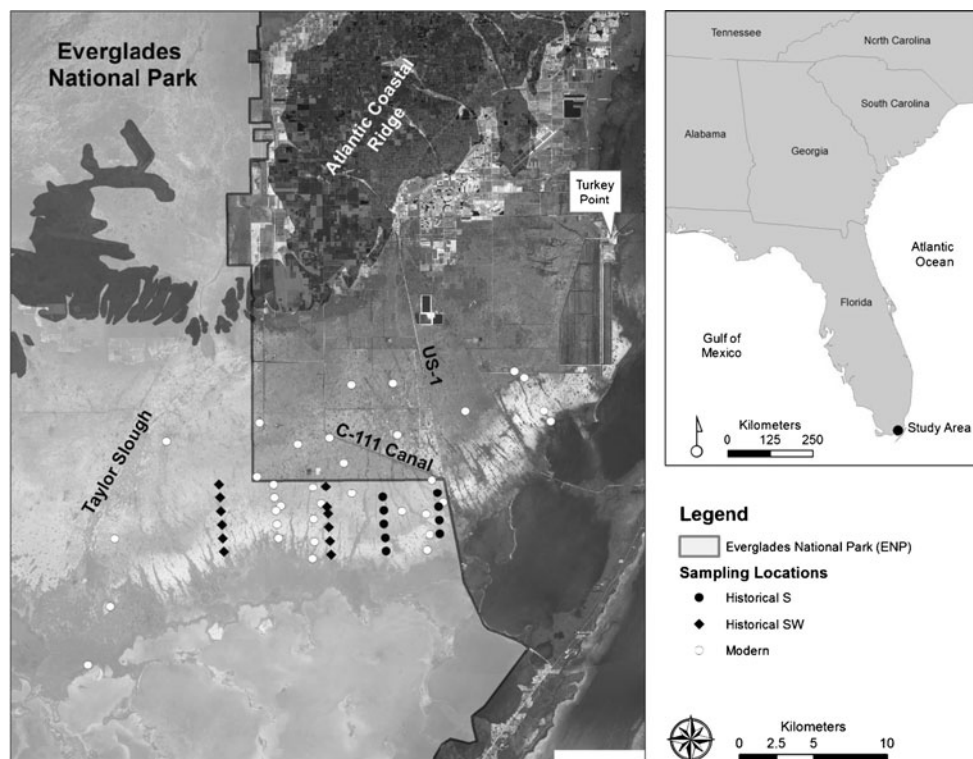 Everglades
National Park
Atlantic Coastal
Ridge
Turkey
Point
US-1
C-111 Canal
Taylor Slough
Tennessee
North Carolina
South Carolina
Alabama
Georgia
Atlantic
Ocean
Florida
Gulf of
Mexico
Study Area
Kilometers
0 125 250
Legend
Everglades National Park (ENP)
Sampling Locations
Historical S
Historical SW
Modern
Kilometers
0 2.5 5 10